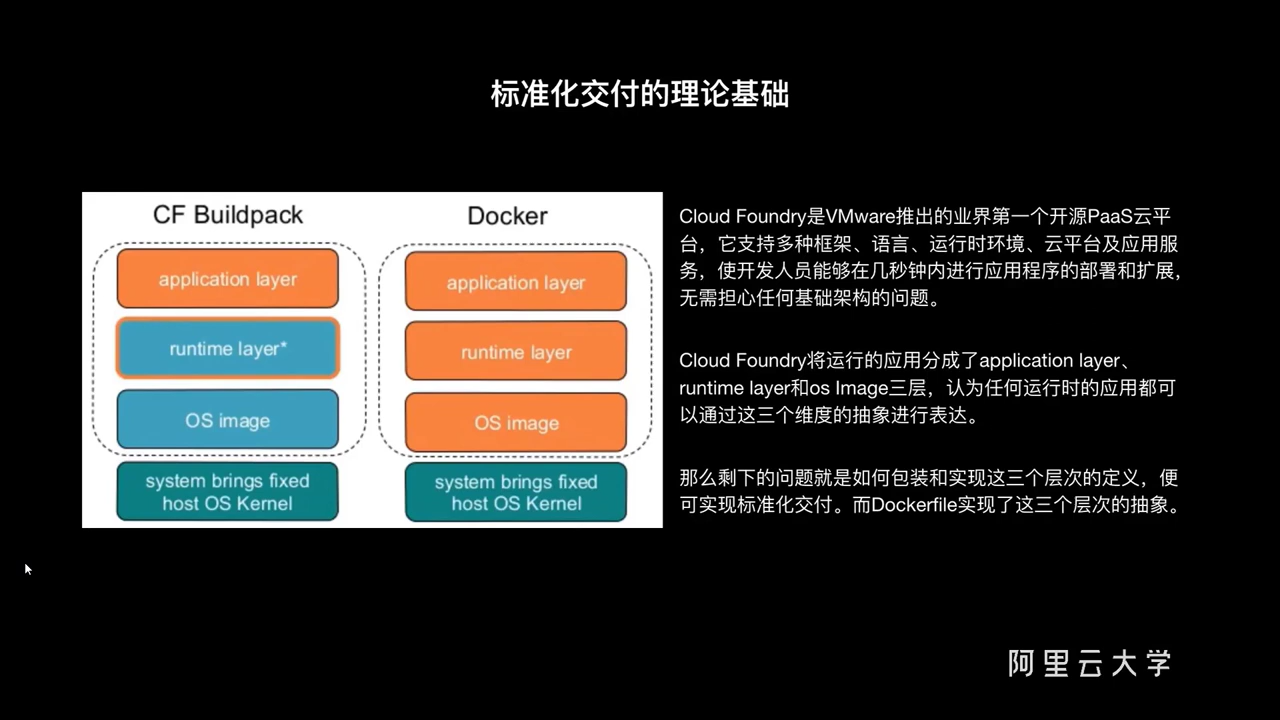 标准化交付的理论基础
CF Buildpack
application layer
runtime layer*
OS image
system brings fixed
host OS Kernel
Docker
application layer
runtime layer
OS image
system brings fixed
host OS Kernel
Cloud Foundry是VMware推出的业界第一个开源PaaS云平
台，它支持多种框架、语言、运行时环境、云平台及应用服
务，使开发人员能够在几秒钟内进行应用程序的部署和扩展，
无需担心任何基础架构的问题。
Cloud Foundry将运行的应用分成了application layer、
runtime layer和os Image三层，认为任何运行时的应用都可
以通过这三个维度的抽象进行表达。
那么剩下的问题就是如何包装和实现这三个层次的定义，便
可实现标准化交付。而Dockerfile实现了这三个层次的抽象。
阿里云大学